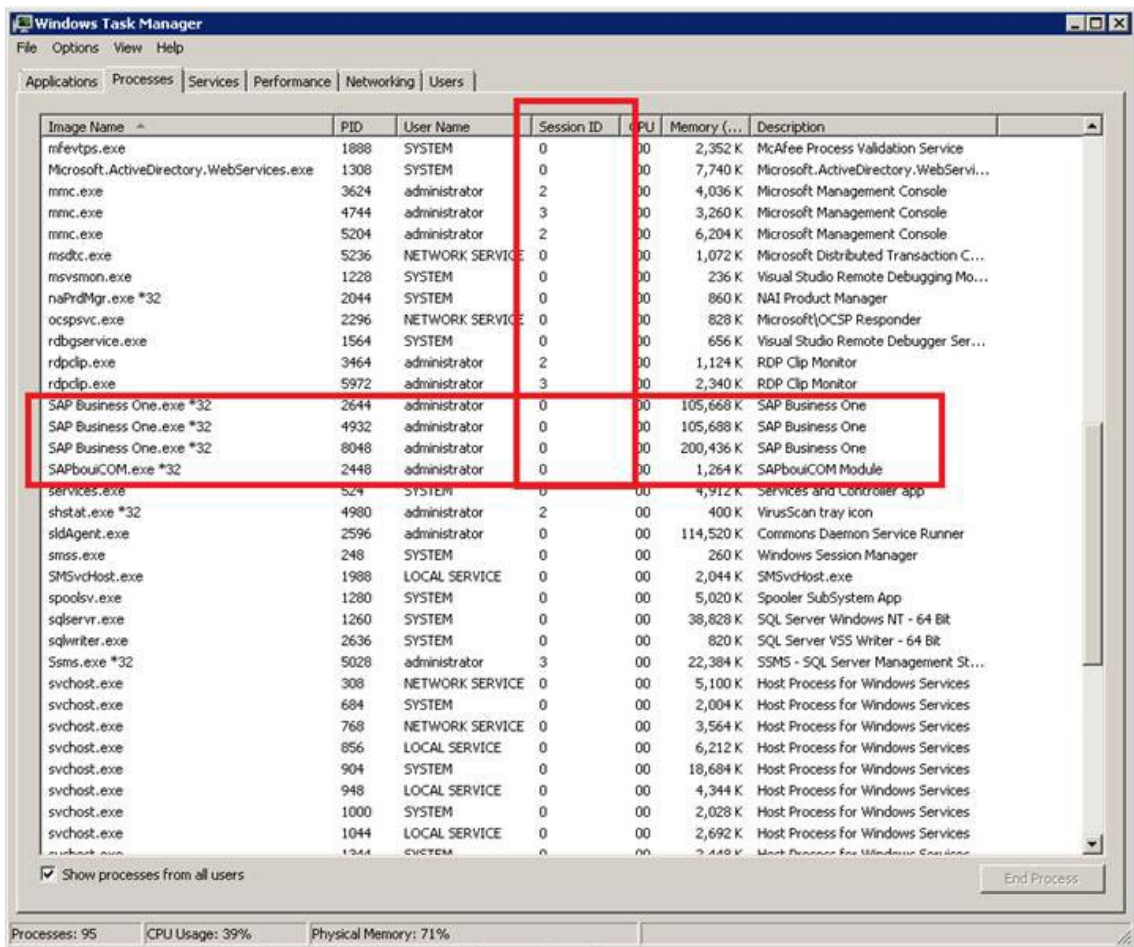 Windows Task Manager
File Options View Help
Applications Processes Services Performance Networking Users
Image Name PID User Name Session ID CPU Memory (... Description
mfevtps.exe 1888 SYSTEM 0 00 2,352 K McAfee Process Validation Service
Microsoft.ActiveDirectory.WebServices.exe 1308 SYSTEM 0 00 7,740 K Microsoft.ActiveDirectory.WebServi...
mmc.exe 3624 administrator 2 00 4,036 K Microsoft Management Console
mmc.exe 4744 administrator 3 00 3,260 K Microsoft Management Console
mmc.exe 5204 administrator 2 00 6,204 K Microsoft Management Console
msdtc.exe 5236 NETWORK SERVICE 0 00 1,072 K Microsoft Distributed Transaction C...
msvsmon.exe 1228 SYSTEM 0 00 236 K Visual Studio Remote Debugging Mo...
naPrdMgr.exe *32 2044 SYSTEM 0 00 860 K NAI Product Manager
ocspsvc.exe 2296 NETWORK SERVICE 0 00 828 K Microsoft\OCSP Responder
rdbgservice.exe 1564 SYSTEM 0 00 656 K Visual Studio Remote Debugger Ser...
rdpclip.exe 3464 administrator 2 00 1,124 K RDP Clip Monitor
rdpclip.exe 5972 administrator 3 00 2,340 K RDP Clip Monitor
SAP Business One.exe *32 2644 administrator 0 00 105,668 K SAP Business One
SAP Business One.exe *32 4932 administrator 0 00 105,688 K SAP Business One
SAP Business One.exe *32 8048 administrator 0 00 200,436 K SAP Business One
SAPbouiCOM.exe *32 2448 administrator 0 00 1,264 K SAPbouiCOM Module
services.exe 524 SYSTEM 0 00 4,912 K Services and Controller app
shstat.exe *32 4980 administrator 2 00 400 K VirusScan tray icon
sldAgent.exe 2596 administrator 0 00 114,520 K Commons Daemon Service Runner
smss.exe 248 SYSTEM 0 00 260 K Windows Session Manager
SMSvcHost.exe 1988 LOCAL SERVICE 0 00 2,044 K SMSvcHost.exe
spoolsv.exe 1280 SYSTEM 0 00 5,020 K Spooler SubSystem App
sqlservr.exe 1260 SYSTEM 0 00 38,828 K SQL Server Windows NT - 64 Bit
sqlwriter.exe 2636 SYSTEM 0 00 820 K SQL Server VSS Writer - 64 Bit
Ssms.exe *32 5028 administrator 3 00 22,384 K SSMS - SQL Server Management St...
svchost.exe 308 NETWORK SERVICE 0 00 5,100 K Host Process for Windows Services
svchost.exe 684 SYSTEM 0 00 2,004 K Host Process for Windows Services
svchost.exe 768 NETWORK SERVICE 0 00 3,564 K Host Process for Windows Services
svchost.exe 856 LOCAL SERVICE 0 00 6,212 K Host Process for Windows Services
svchost.exe 904 SYSTEM 0 00 18,684 K Host Process for Windows Services
svchost.exe 948 LOCAL SERVICE 0 00 4,344 K Host Process for Windows Services
svchost.exe 1000 SYSTEM 0 00 2,028 K Host Process for Windows Services
svchost.exe 1044 LOCAL SERVICE 0 00 2,692 K Host Process for Windows Services
svchost.exe 1344 SYSTEM 0 00 2,448 K Host Process for Windows Services
Show processes from all users
End Process
Processes: 95 CPU Usage: 39% Physical Memory: 71%